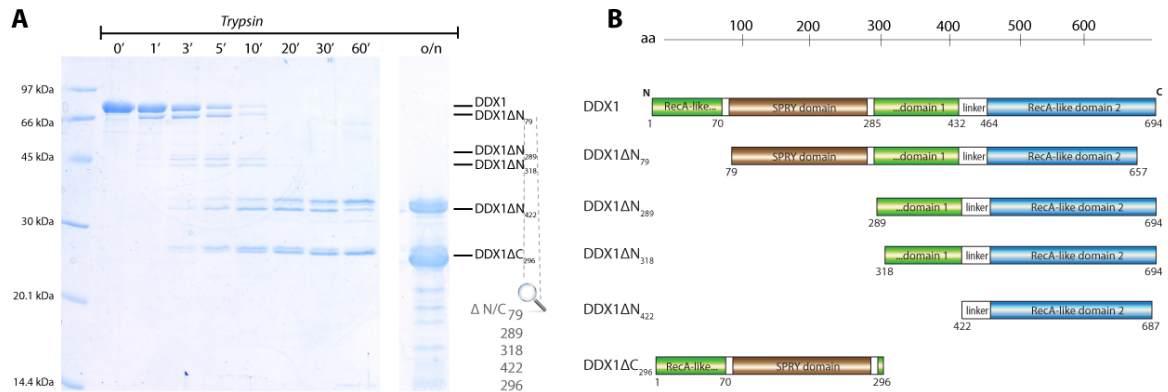 A
Trypsin
0’ 1’ 3’ 5’ 10’ 20’ 30’ 60’ o/n
97 kDa
66 kDa
45 kDa
30 kDa
20.1 kDa
14.4 kDa
DDX1
DDX1ΔN79
DDX1ΔN289
DDX1ΔN318
DDX1ΔN422
DDX1ΔC296
Δ N/C 79
289
318
422
296
B
100 200 300 400 500 600
aa
N C
DDX1 RecA-like... SPRY domain ...domain 1 linker RecA-like domain 2
1 70 285 432 464 694
DDX1ΔN79 SPRY domain ...domain 1 linker RecA-like domain 2
79 657
DDX1ΔN289 ...domain 1 linker RecA-like domain 2
289 694
DDX1ΔN318 ...domain 1 linker RecA-like domain 2
318 694
DDX1ΔN422 linker RecA-like domain 2
422 687
DDX1ΔC296 RecA-like... SPRY domain
1 70 296